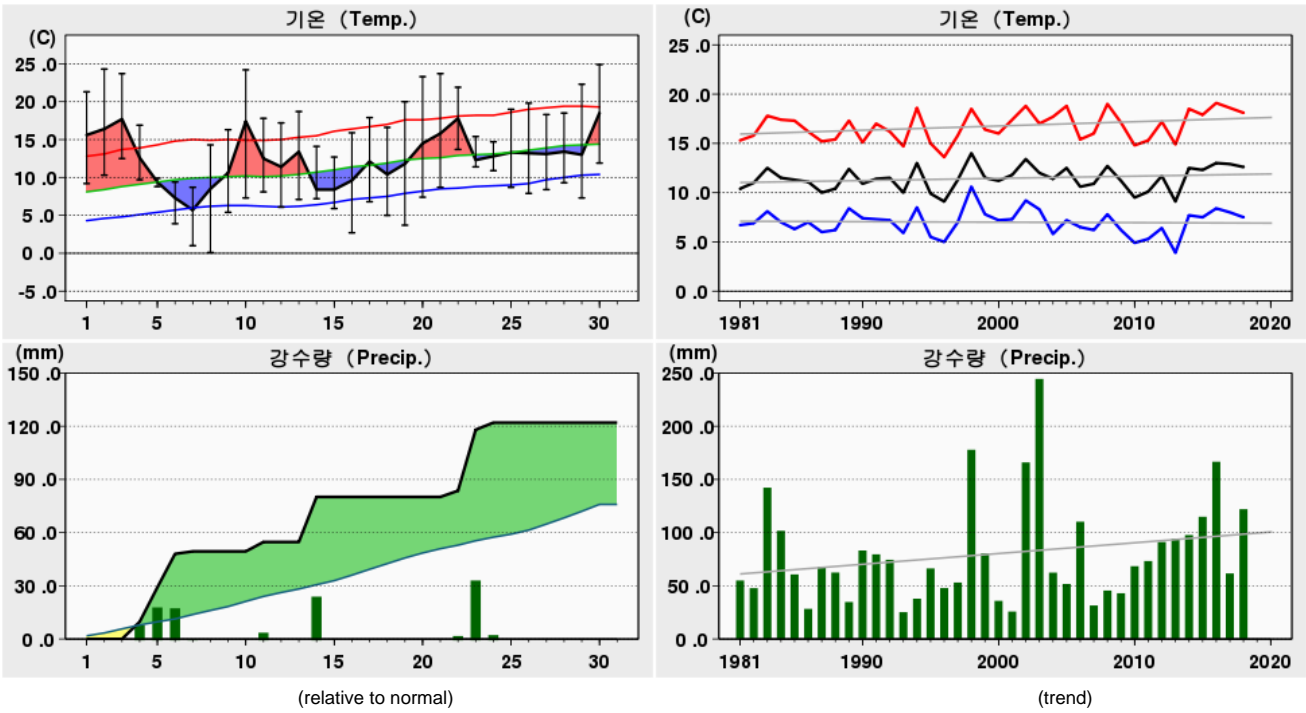 기온 (Temp.)
(C)
25 .0
20 .0
15 .0
10 .0
5 .0
0 .0
-5 .0
1 5 10 15 20 25 30
기온 (Temp.)
(C)
25 .0
20 .0
15 .0
10 .0
5 .0
0 .0
1981 1990 2000 2010 2020
강수량 (Precip.)
(mm)
150 .0
120 .0
90 .0
60 .0
30 .0
0 .0
1 5 10 15 20 25 30
(relative to normal)
강수량 (Precip.)
(mm)
250 .0
200 .0
150 .0
100 .0
50 .0
0 .0
1981 1990 2000 2010 2020
(trend)